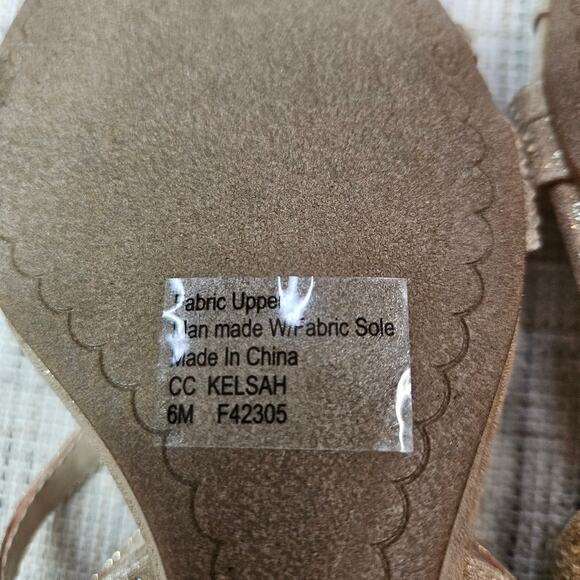 Fabric Upper
Man made W/Fabric Sole
Made In China
CC KELSAH
6M F42305